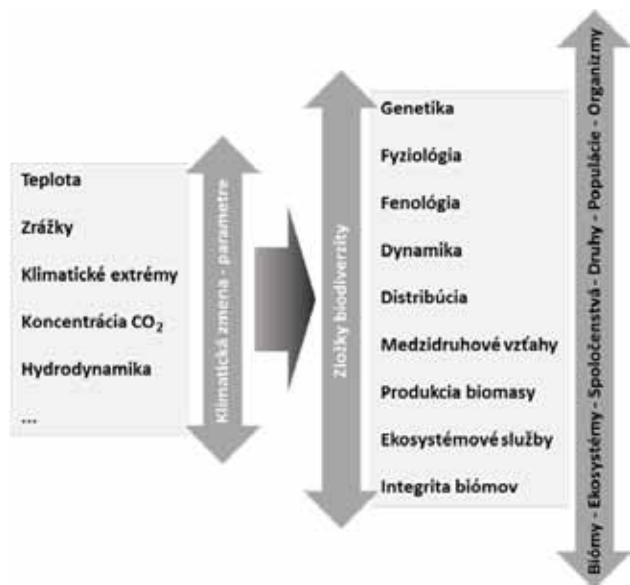 Teplota
Zrážky
Klimatické extrémy
Koncentrácia CO₂
Hydrodynamika
...
Klimatická zmena - parametre
Zložky biodiverzity
Genetika
Fyziológia
Fenológia
Dynamika
Distribúcia
Medzidruhové vzťahy
Produkcia biomasy
Ekosystémové služby
Integrita biómov
Biómy - Ekosystémy - Spoločenstvá - Druhy - Populácie - Organizmy